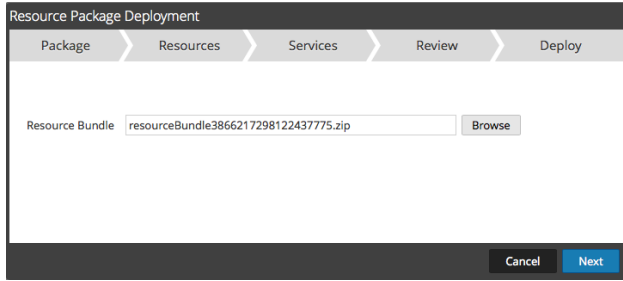 Resource Package Deployment
Package Resources Services Review Deploy
Resource Bundle resourceBundle3866217298122437775.zip Browse
Cancel Next